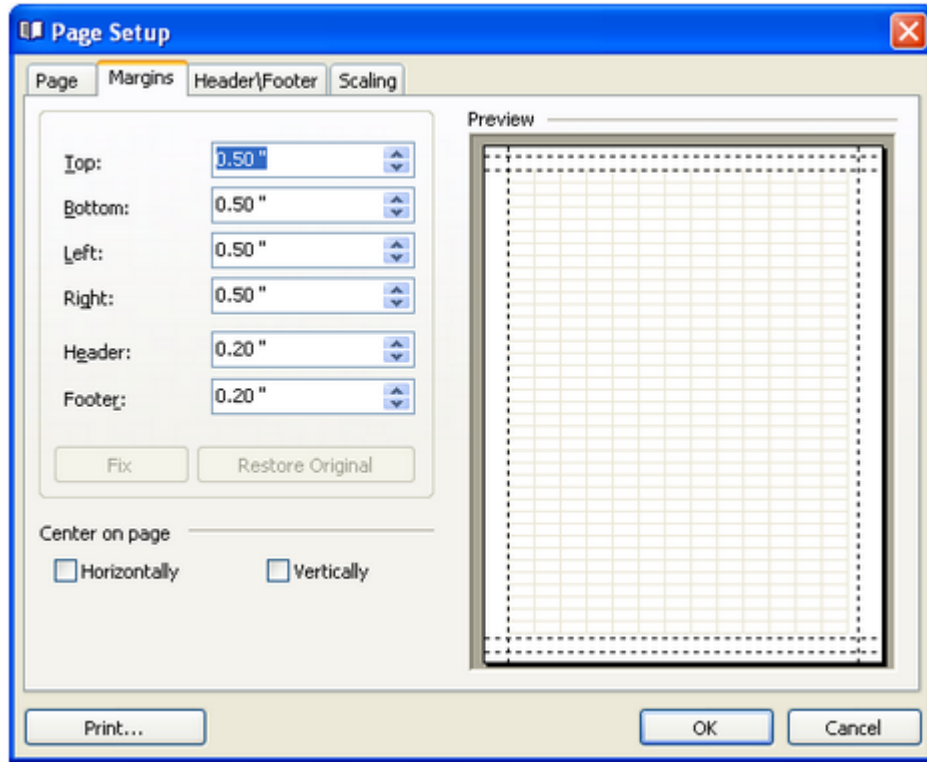 Page Setup
Page Margins Header\Footer Scaling
Preview
Top: 0.50 "
Bottom: 0.50 "
Left: 0.50 "
Right: 0.50 "
Header: 0.20 "
Footer: 0.20 "
Fix Restore Original
Center on page
Horizontally Vertically
Print... OK Cancel